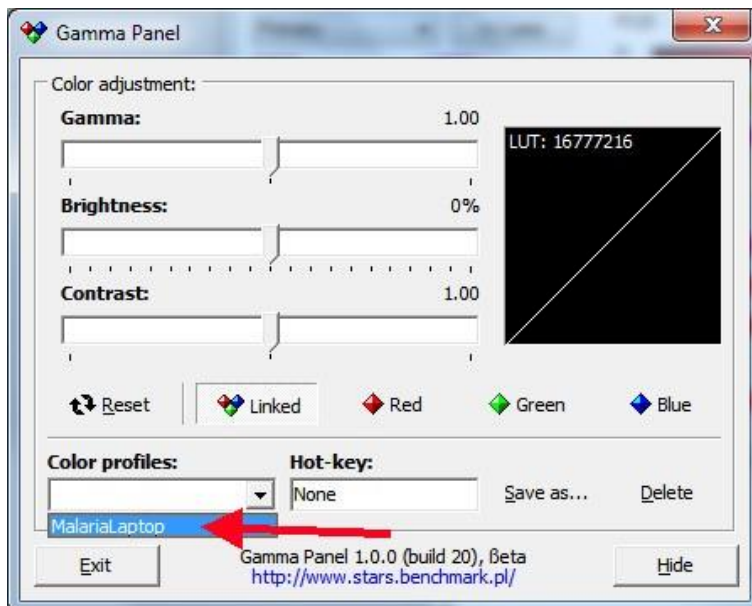 Gamma Panel
Color adjustment:
Gamma: 1.00
LUT: 16777216
Brightness: 0%
Contrast: 1.00
Reset Linked Red Green Blue
Color profiles: Hot-key:
None Save as... Delete
MalariaLaptop
Exit Gamma Panel 1.0.0 (build 20), ßeta Hide
http://www.stars.benchmark.pl/